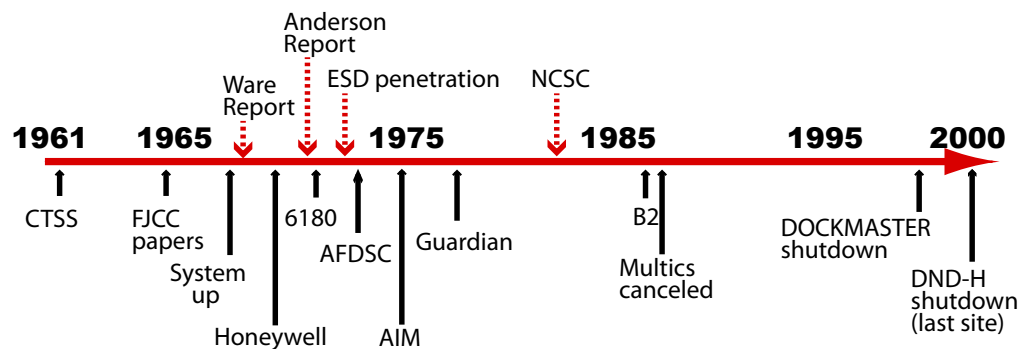 Anderson
Report
Ware
Report
ESD penetration
NCSC
1961
1965
1975
1985
1995
2000
CTSS
FJCC
papers
System
up
Honeywell
6180
AFDSC
AIM
Guardian
B2
Multics
canceled
DOCKMASTER
shutdown
DND-H
shutdown
(last site)